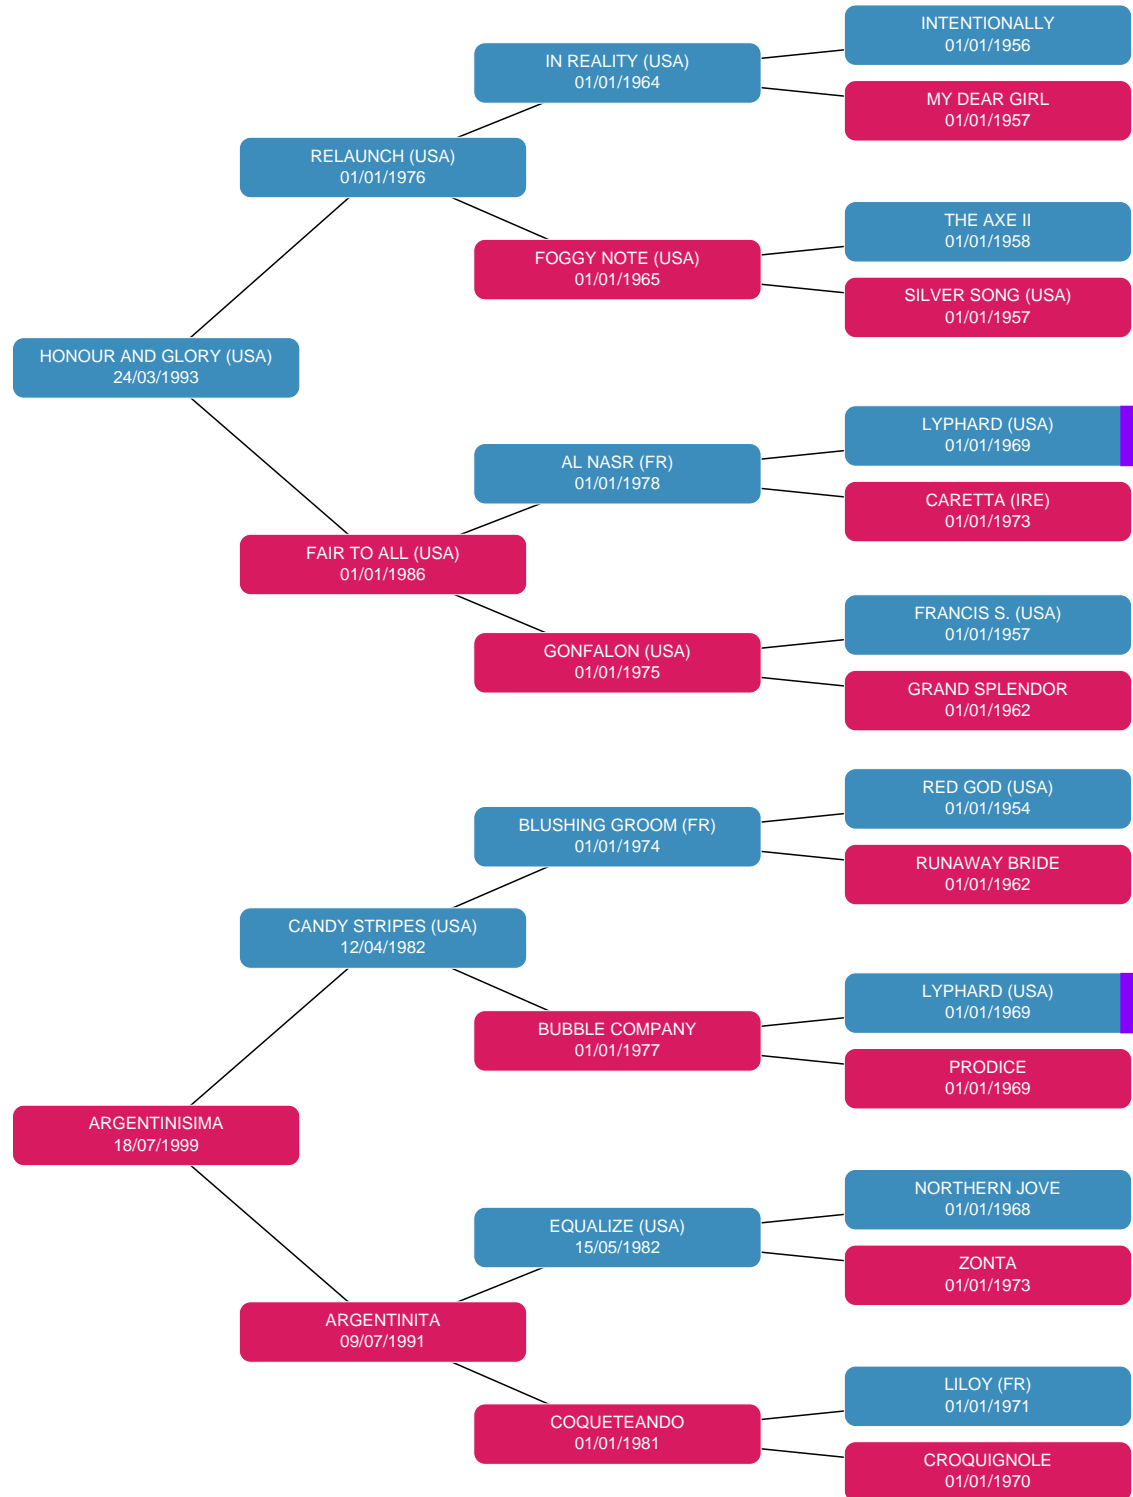 INTENTIONALLY
01/01/1956
IN REALITY (USA)
01/01/1964
MY DEAR GIRL
01/01/1957
RELAUNCH (USA)
01/01/1976
THE AXE II
01/01/1958
FOGGY NOTE (USA)
01/01/1965
SILVER SONG (USA)
01/01/1957
HONOUR AND GLORY (USA)
24/03/1993
LYPHARD (USA)
01/01/1969
AL NASR (FR)
01/01/1978
CARETTA (IRE)
01/01/1973
FAIR TO ALL (USA)
01/01/1986
FRANCIS S. (USA)
01/01/1957
GONFALON (USA)
01/01/1975
GRAND SPLENDOR
01/01/1962
RED GOD (USA)
01/01/1954
BLUSHING GROOM (FR)
01/01/1974
RUNAWAY BRIDE
01/01/1962
CANDY STRIPES (USA)
12/04/1982
LYPHARD (USA)
01/01/1969
BUBBLE COMPANY
01/01/1977
PRODICE
01/01/1969
ARGENTINISIMA
18/07/1999
NORTHERN JOVE
01/01/1968
EQUALIZE (USA)
15/05/1982
ZONTA
01/01/1973
ARGENTINITA
09/07/1991
LILOY (FR)
01/01/1971
COQUETEANDO
01/01/1981
CROQUIGNOLE
01/01/1970